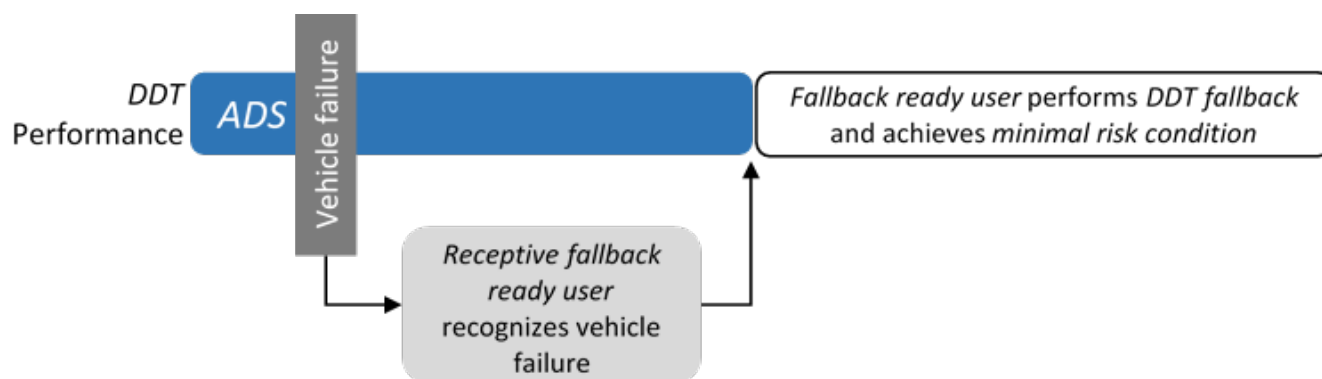 DDT
Performance
ADS
Vehicle failure
Fallback ready user performs DDT fallback
and achieves minimal risk condition
Receptive fallback
ready user
recognizes vehicle
failure